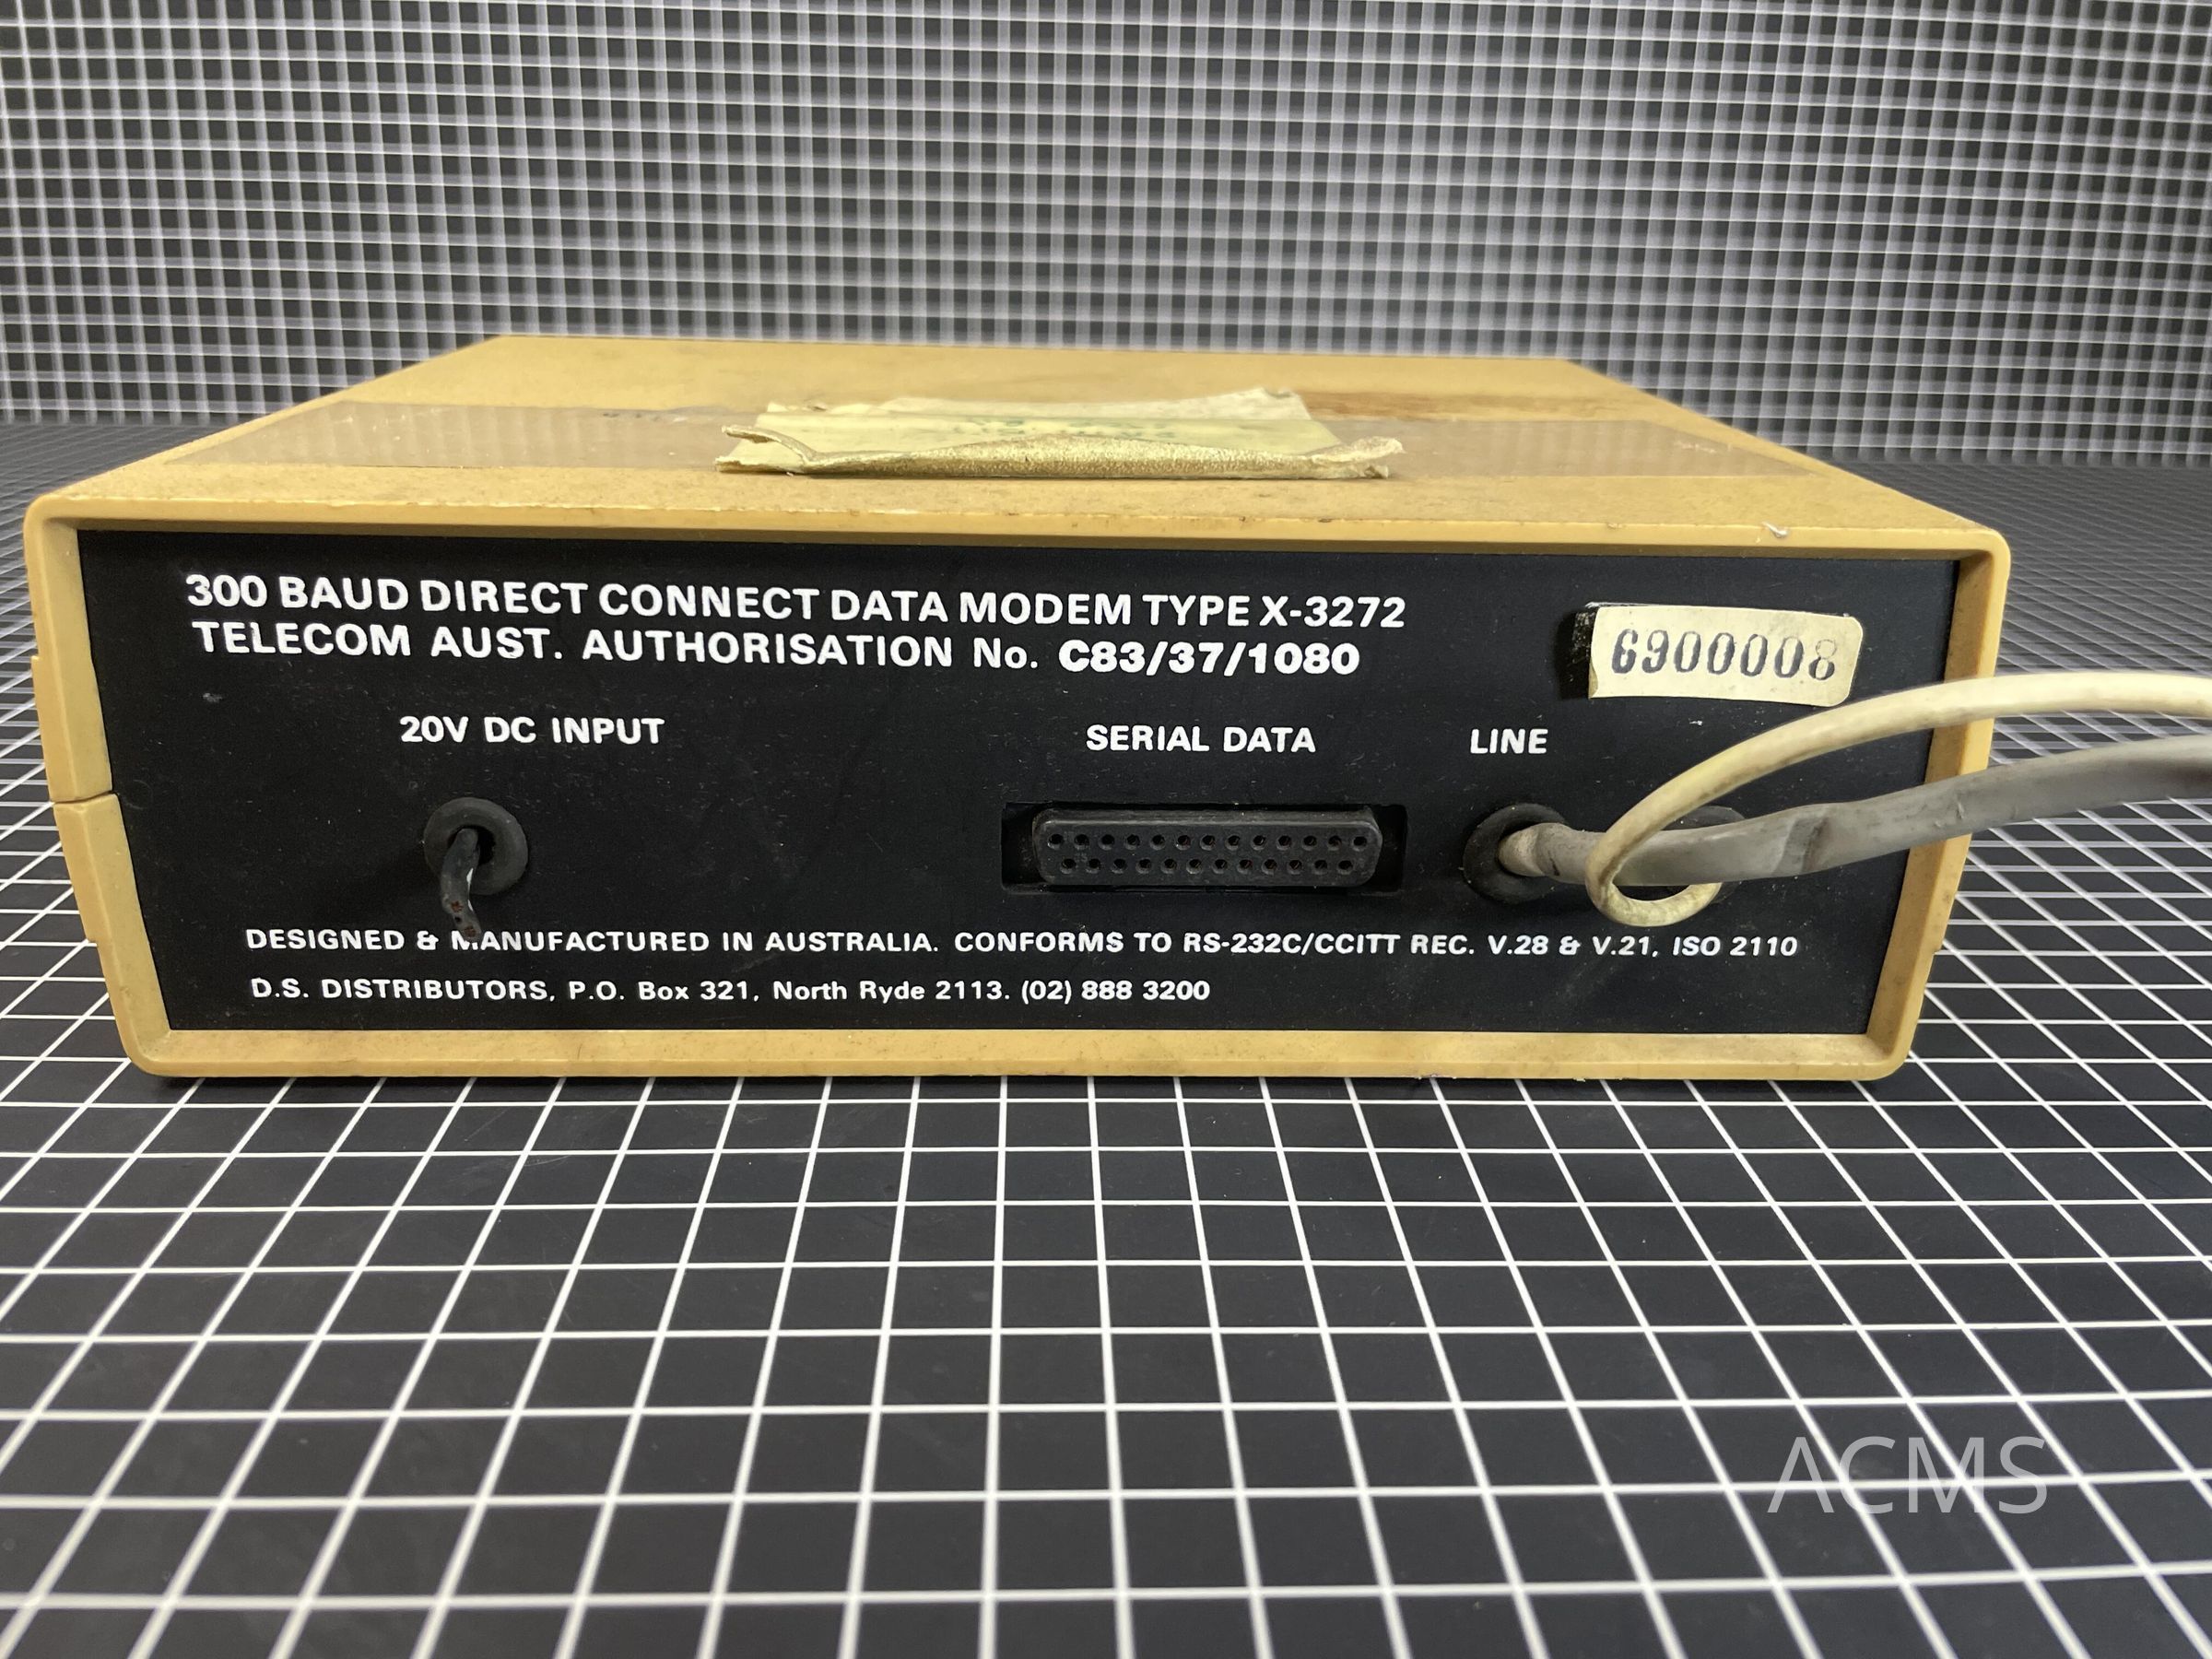 300 BAUD DIRECT CONNECT DATA MODEM TYPE X-3272
TELECOM AUST. AUTHORISATION No. C83/37/1080
6900008
20V DC INPUT
SERIAL DATA
LINE
DESIGNED & MANUFACTURED IN AUSTRALIA. CONFORMS TO RS-232C/CCITT REC. V.28 & V.21, ISO 2110
D.S. DISTRIBUTORS, P.O. Box 321, North Ryde 2113. (02) 888 3200
ACMS